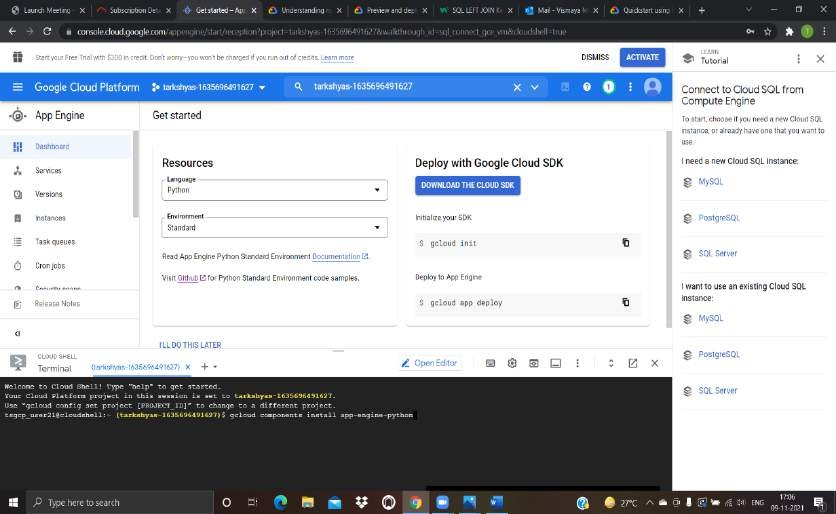 Launch Meeting -
Subscription Deta
Get started – App
Understanding
Preview and dep
SQL LEFT JOIN K
Mail - Vismaya M
Quickstart using
console.cloud.google.com/appengine/start/reception?project=tarkshyas-1635696491627&walkthrough_id=sql_connect_gce_vm&cloudshell=true
Start your Free Trial with $300 in credit. Don't worry—you won't be charged if you run out of credits. Learn more
DISMISS
ACTIVATE
Google Cloud Platform
tarkshyas-1635696491627
tarkshyas-1635696491627
1
App Engine
Dashboard
Services
Versions
Instances
Task queues
Cron jobs
Security scans
Release Notes
Get started
Resources
Language
Python
Environment
Standard
Read App Engine Python Standard Environment Documentation.
Visit Github for Python Standard Environment code samples.
I'LL DO THIS LATER
Deploy with Google Cloud SDK
DOWNLOAD THE CLOUD SDK
Initialize your SDK
$ gcloud init
Deploy to App Engine
$ gcloud app deploy
LEARN
Tutorial
Connect to Cloud SQL from
Compute Engine
To start, choose if you need a new Cloud SQL
instance, or already have one that you want to
use.
I need a new Cloud SQL instance:
MySQL
PostgreSQL
SQL Server
I want to use an existing Cloud SQL
instance:
MySQL
PostgreSQL
SQL Server
CLOUD SHELL
Terminal
(tarkshyas-1635696491627)
Open Editor
Welcome to Cloud Shell! Type "help" to get started.
Your Cloud Platform project in this session is set to tarkshyas-1635696491627.
Use "gcloud config set project [PROJECT_ID]" to change to a different project.
tsgcp_user21@cloudshell:~ (tarkshyas-1635696491627)$ gcloud components install app-engine-python
Type here to search
27°C
ENG
17:06
09-11-2021